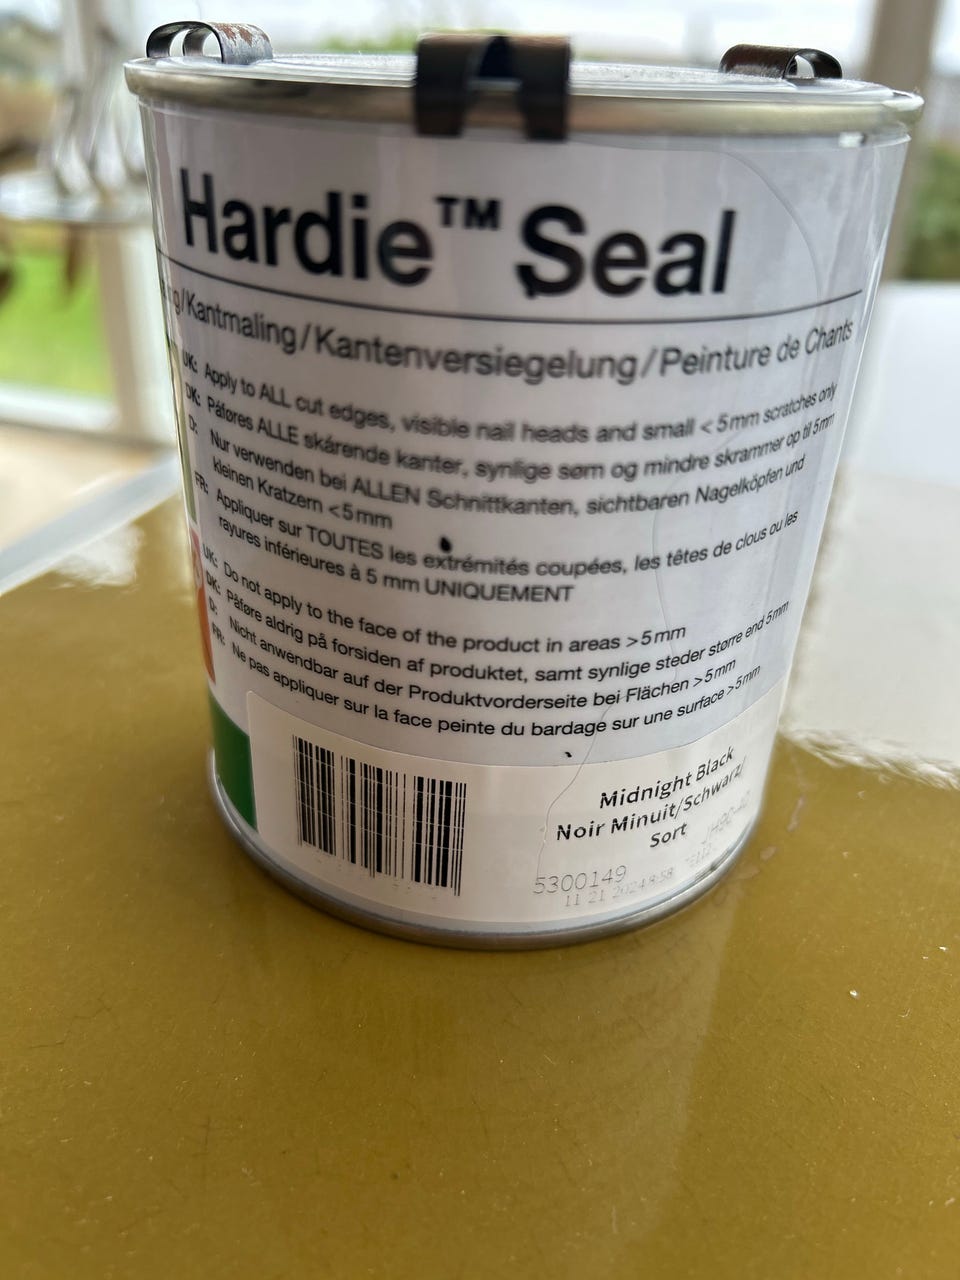 Hardie™ Seal
/Kantmaling/Kantenversiegelung/Peinture de Chants
UK: Apply to ALL cut edges, visible nail heads and small <5mm scratches only
DK: Påføres ALLE skårende kanter, synlige søm og mindre skrammer op til 5mm
D: Nur verwenden bei ALLEN Schnittkanten, sichtbaren Nagelköpfen und
kleinen Kratzern <5mm
FR: Appliquer sur TOUTES les extrémités coupées, les têtes de clous ou les
rayures inférieures à 5 mm UNIQUEMENT
UK: Do not apply to the face of the product in areas >5mm
DK: Påføre aldrig på forsiden af produktet, samt synlige steder større end 5mm
D: Nicht anwendbar auf der Produktvorderseite bei Flächen >5mm
FR: Ne pas appliquer sur la face peinte du bardage sur une surface >5mm
Midnight Black
Noir Minuit/Schwarz/
Sort
5300149
11 21 2024 8:58